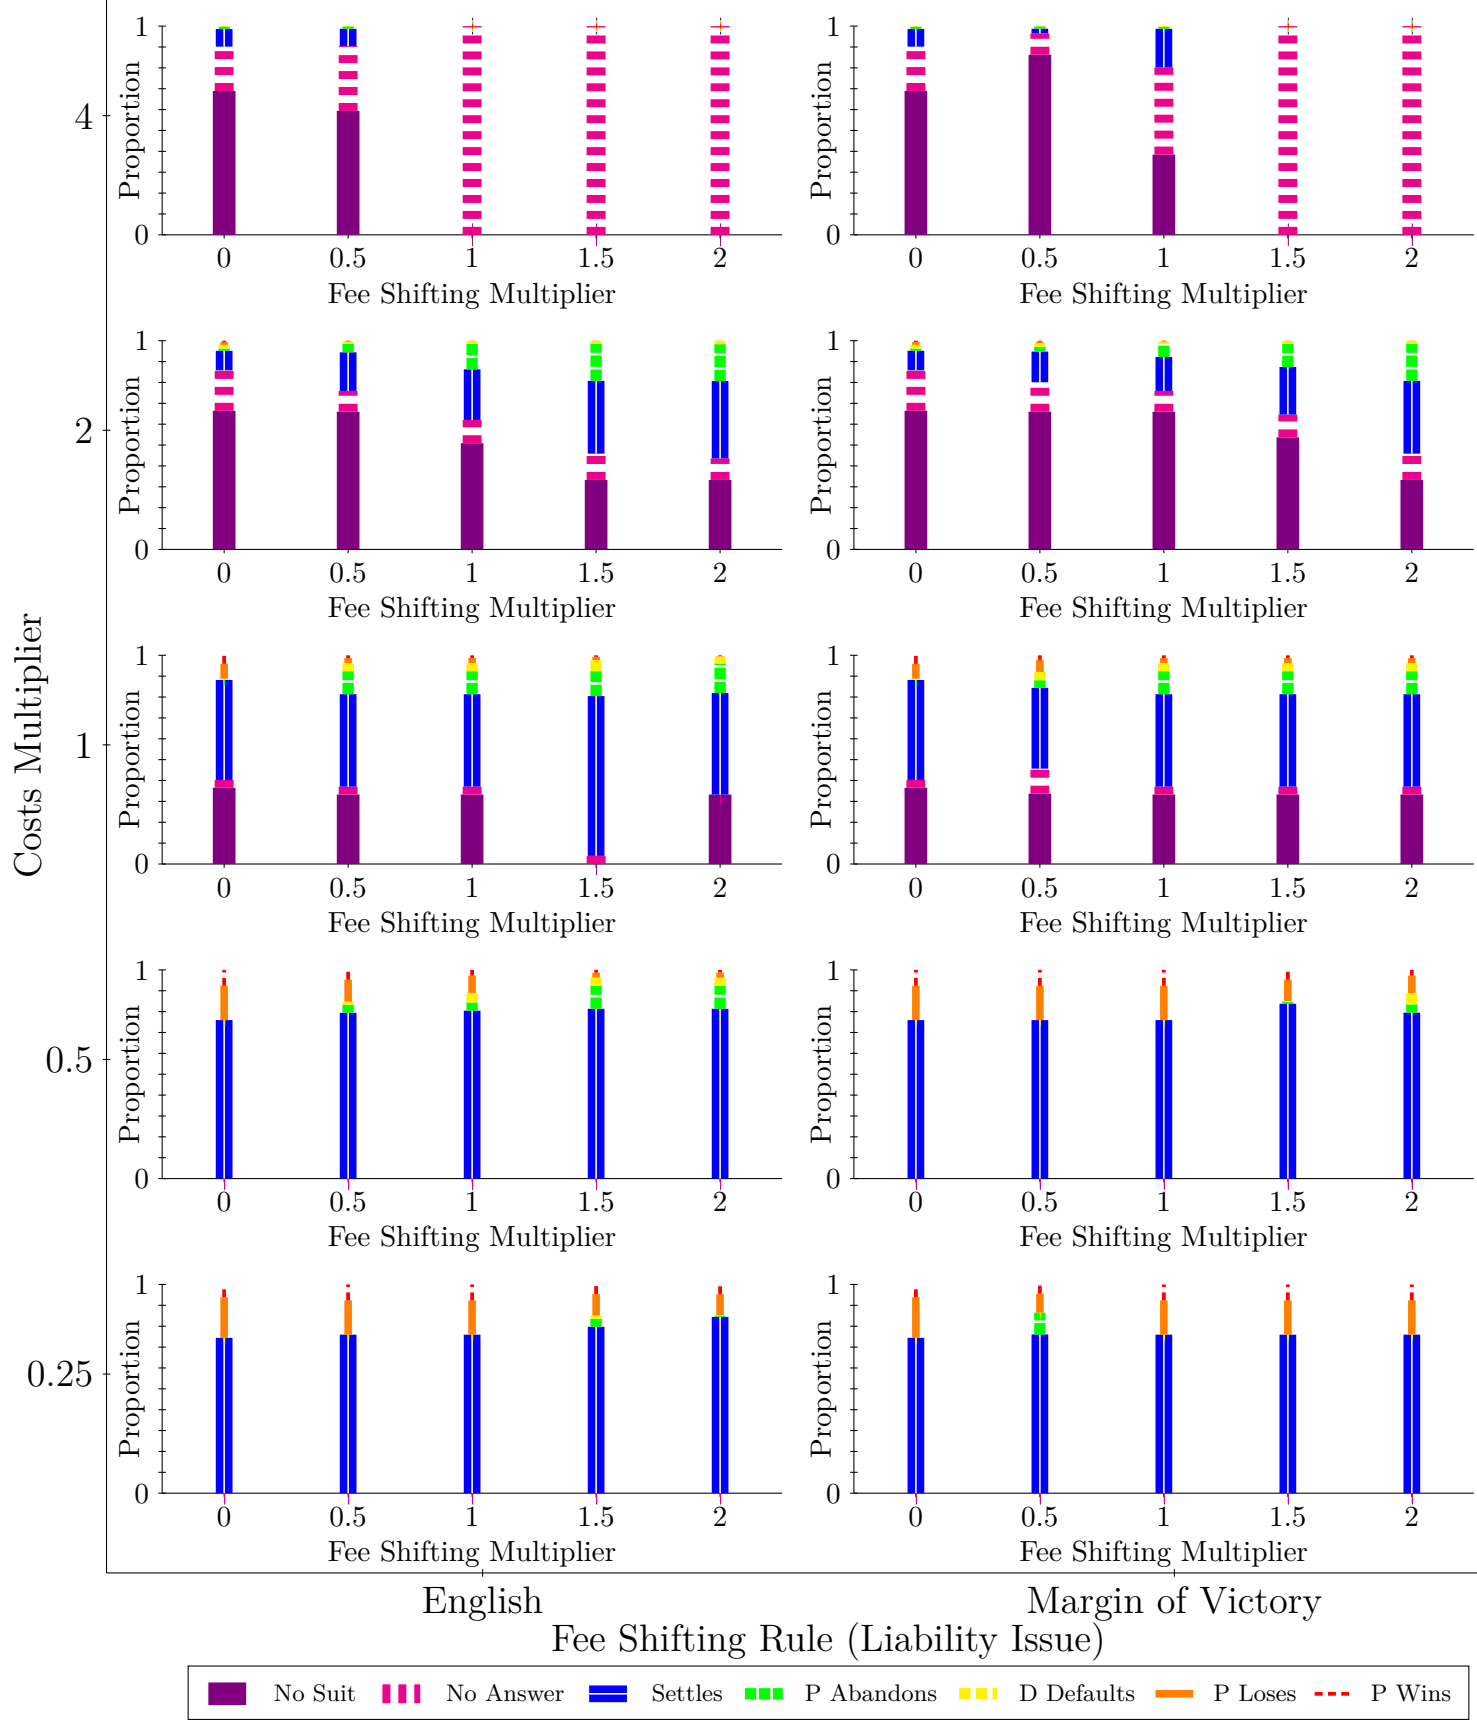 1
Proportion
0
0 0.5 1 1.5 2
Fee Shifting Multiplier
1
Proportion
0
0 0.5 1 1.5 2
Fee Shifting Multiplier
4
1
Proportion
0
0 0.5 1 1.5 2
Fee Shifting Multiplier
1
Proportion
0
0 0.5 1 1.5 2
Fee Shifting Multiplier
2
1
Proportion
0
0 0.5 1 1.5 2
Fee Shifting Multiplier
1
Proportion
0
0 0.5 1 1.5 2
Fee Shifting Multiplier
1
Costs Multiplier
1
Proportion
0
0 0.5 1 1.5 2
Fee Shifting Multiplier
1
Proportion
0
0 0.5 1 1.5 2
Fee Shifting Multiplier
0.5
1
Proportion
0
0 0.5 1 1.5 2
Fee Shifting Multiplier
1
Proportion
0
0 0.5 1 1.5 2
Fee Shifting Multiplier
0.25
English Margin of Victory
Fee Shifting Rule (Liability Issue)
No Suit No Answer Settles P Abandons D Defaults P Loses P Wins